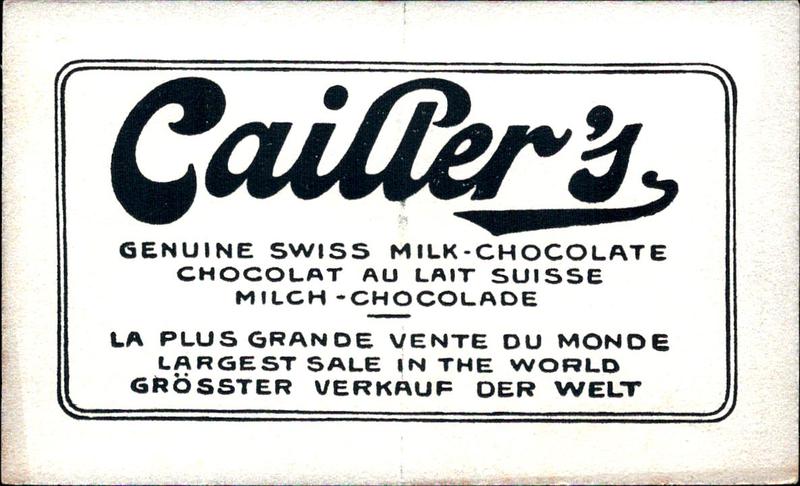 Cailler's
GENUINE SWISS MILK-CHOCOLATE
CHOCOLAT AU LAIT SUISSE
MILCH-CHOCOLADE
LA PLUS GRANDE VENTE DU MONDE
LARGEST SALE IN THE WORLD
GRÖSSTER VERKAUF DER WELT